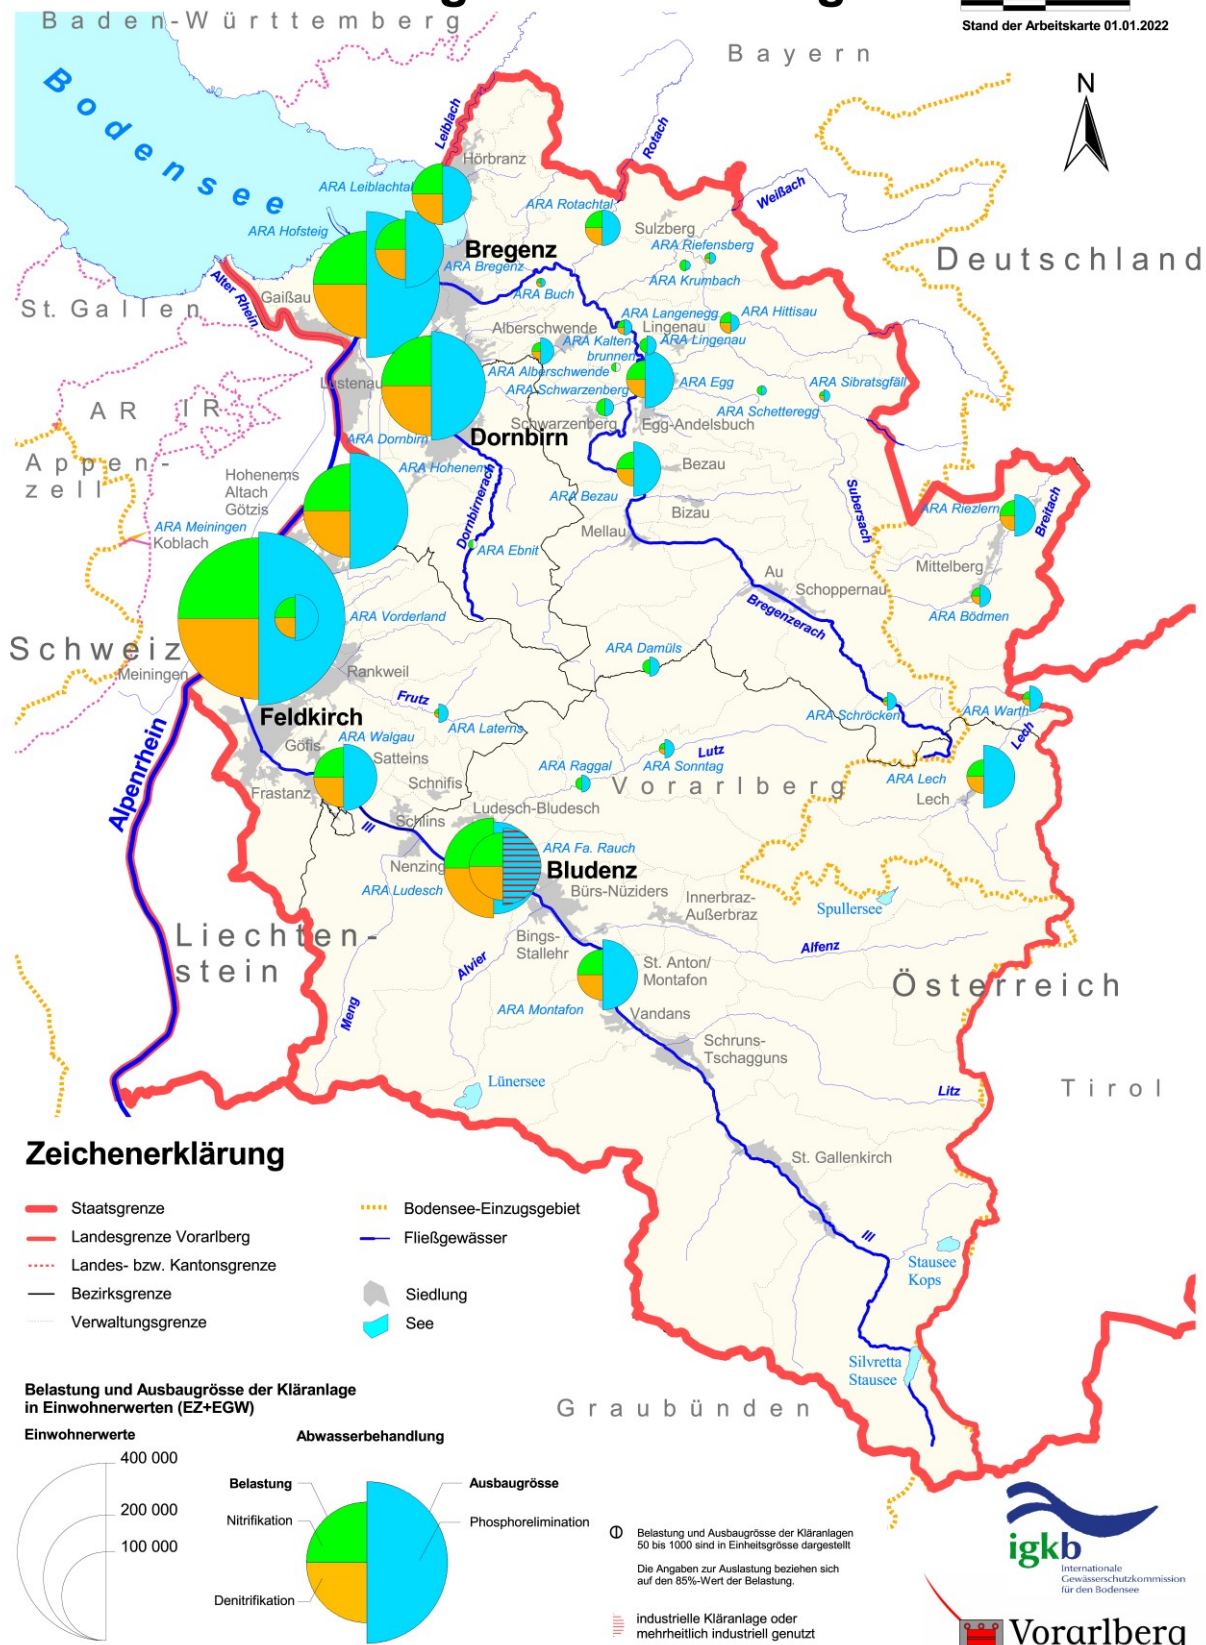 Stand der Arbeitskarte 01.01.2022
Baden-Württemberg
Bayern
N
Bodensee
Leiblach
Rotach
Hörbranz
Weißach
ARA Leiblachtal
ARA Rotachtal
Sulzberg
ARA Hofsteig
Bregenz
ARA Riefensberg
Deutschland
ARA Bregenz
ARA Krumbach
Alter Rhein
ARA Buch
St. Gallen
Gaißau
ARA Langenegg
ARA Hittisau
Alberschwende
Lingenau
ARA Kalten
brunnen
ARA Lingenau
ARA Alberschwende
Lustenau
ARA Schwarzenberg
ARA Egg
ARA Sibratsgfäll
AR
IR
ARA Schetteregg
Schwarzenberg
Egg-Andelsbuch
ARA Dornbirn
Dornbirn
Appen-
zell
Hohenems
Altach
Götzis
ARA Hohenems
Dornbirnerach
Bezau
ARA Bezau
Subersach
Bizau
ARA Riezlern
Breitach
ARA Meiningen
Koblach
Mellau
ARA Ebnit
Mittelberg
Au
Schoppernau
Bregenzerach
ARA Bödmen
ARA Vorderland
Schweiz
Meiningen
ARA Damüls
Rankweil
Frutz
ARA Schröcken
ARA Warth
Lech
Feldkirch
ARA Laterns
ARA Walgau
Göfis
Satteins
Lutz
Alpenrhein
ARA Raggal
ARA Sonntag
Vorarlberg
ARA Lech
Lech
Frastanz
Schnifis
Ludesch-Bludesch
Ill
Schlins
ARA Fa. Rauch
Nenzing
Bludenz
ARA Ludesch
Bürs-Nüziders
Innerbraz-
Außerbraz
Spullersee
Liechten-
stein
Bings-
Stallehr
Alfenz
Alvier
St. Anton/
Montafon
Österreich
Meng
ARA Montafon
Vandans
Schruns-
Tschagguns
Lünersee
Litz
Tirol
St. Gallenkirch
Ill
Stausee
Kops
Silvretta
Stausee
Graubünden
Zeichenerklärung
Staatsgrenze
Landesgrenze Vorarlberg
Landes- bzw. Kantonsgrenze
Bezirksgrenze
Verwaltungsgrenze
Bodensee-Einzugsgebiet
Fließgewässer
Siedlung
See
Belastung und Ausbaugrösse der Kläranlage
in Einwohnerwerten (EZ+EGW)
Einwohnerwerte
400 000
200 000
100 000
Abwasserbehandlung
Belastung
Nitrifikation
Denitrifikation
Ausbaugrösse
Phosphorelimination
Belastung und Ausbaugrösse der Kläranlagen
50 bis 1000 sind in Einheitsgrösse dargestellt
Die Angaben zur Auslastung beziehen sich
auf den 85%-Wert der Belastung.
industrielle Kläranlage oder
mehrheitlich industriell genutzt
igkb
Internationale
Gewässerschutzkommission
für den Bodensee
Vorarlberg